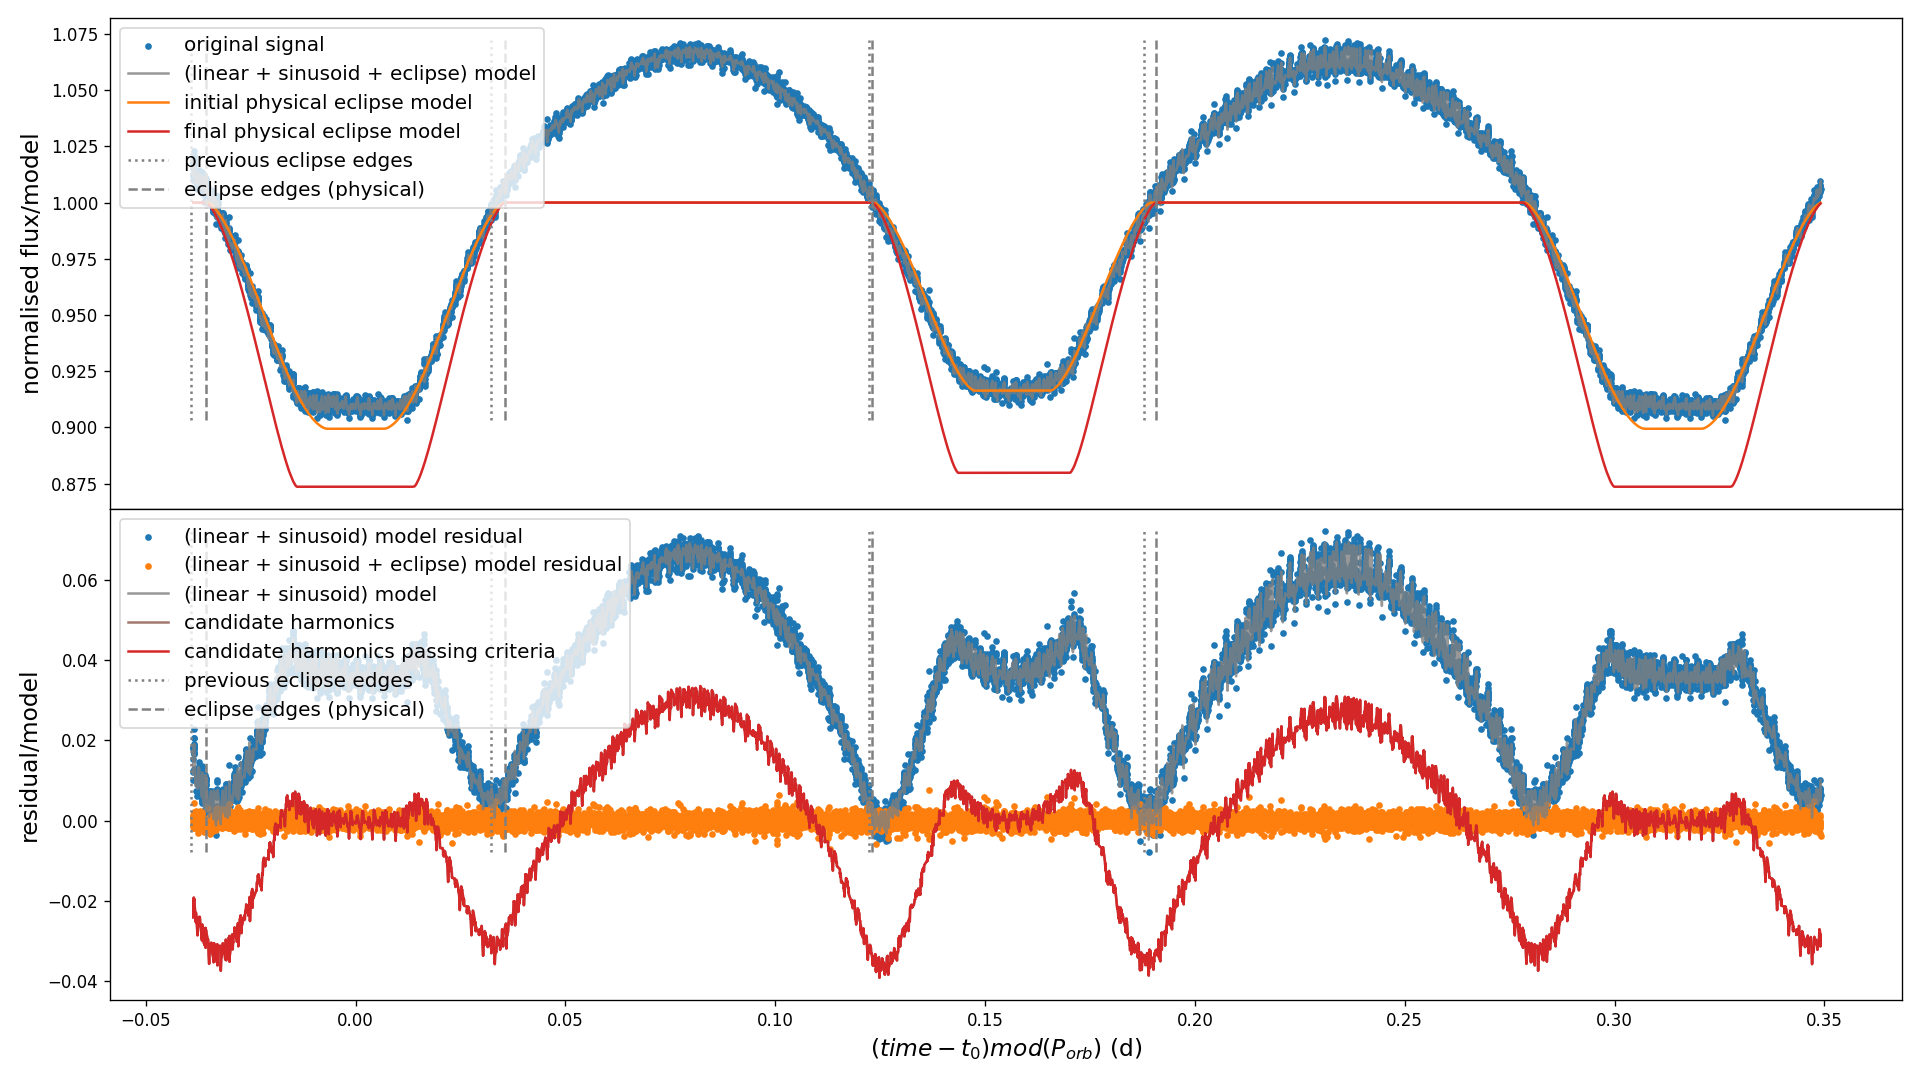 normalised flux/model
1.075
1.050
1.025
1.000
0.975
0.950
0.925
0.900
0.875
original signal
(linear + sinusoid + eclipse) model
initial physical eclipse model
final physical eclipse model
previous eclipse edges
eclipse edges (physical)
residual/model
0.06
0.04
0.02
0.00
−0.02
−0.04
(linear + sinusoid) model residual
(linear + sinusoid + eclipse) model residual
(linear + sinusoid) model
candidate harmonics
candidate harmonics passing criteria
previous eclipse edges
eclipse edges (physical)
−0.05 0.00 0.05 0.10 0.15 0.20 0.25 0.30 0.35
(time − t₀)mod(Pₒᵣb) (d)